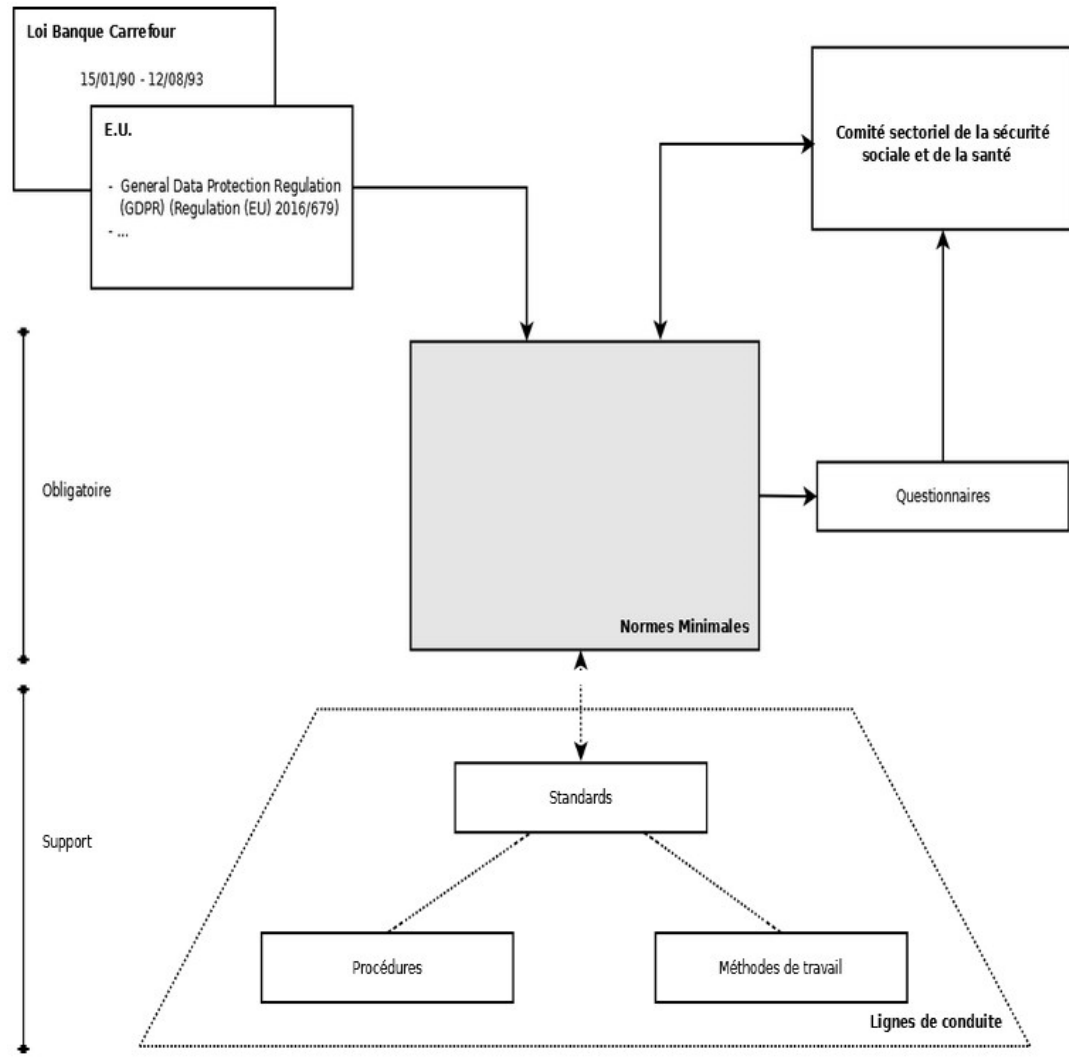 Loi Banque Carrefour
15/01/90 - 12/08/93
E.U.
- General Data Protection Regulation
(GDPR) (Regulation (EU) 2016/679)
- ...
Comité sectoriel de la sécurité
sociale et de la santé
Obligatoire
Questionnaires
Normes Minimales
Support
Standards
Procédures
Méthodes de travail
Lignes de conduite